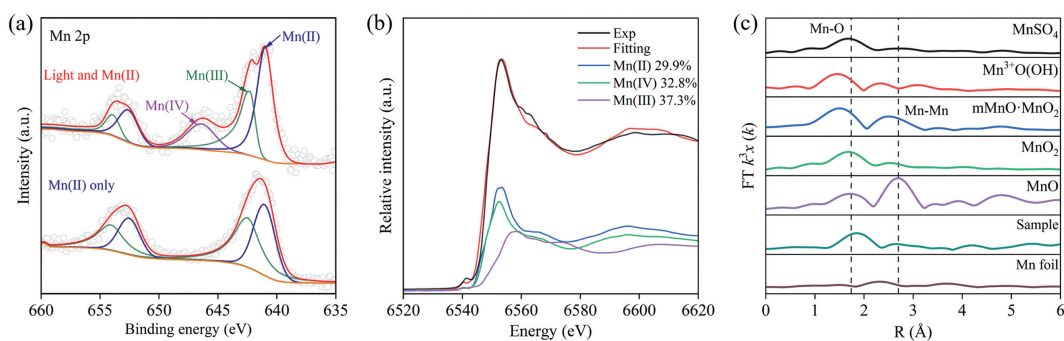 (a)
Mn 2p
Mn(II)
Mn(III)
Light and Mn(II)
Mn(IV)
Mn(II) only
Intensity (a.u.)
660 655 650 645 640 635
Binding energy (eV)
(b)
Exp
Fitting
Mn(II) 29.9%
Mn(IV) 32.8%
Mn(III) 37.3%
Relative intensity (a.u.)
6520 6540 6560 6580 6600 6620
Energy (eV)
(c)
Mn-O
MnSO₄
Mn³⁺O(OH)
Mn-Mn
mMnO·MnO₂
MnO₂
MnO
Sample
Mn foil
FT k³x (k)
0 1 2 3 4 5 6
R (Å)